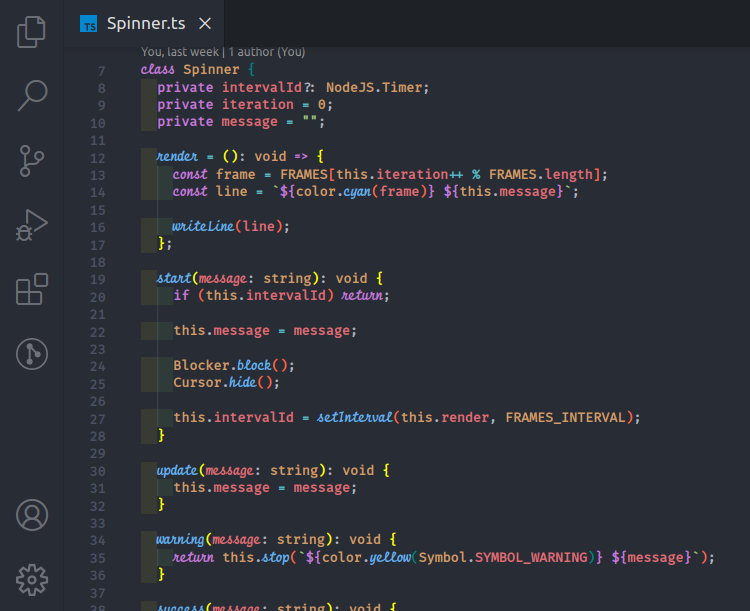 TS Spinner.ts ×
You, last week | 1 author (You)
7 class Spinner {
8 private intervalId?: NodeJS.Timer;
9 private iteration = 0;
10 private message = "";
11
12 render = (): void => {
13 const frame = FRAMES[this.iteration++ % FRAMES.length];
14 const line = `${color.cyan(frame)} ${this.message}`;
15
16 writeLine(line);
17 };
18
19 start(message: string): void {
20 if (this.intervalId) return;
21
22 this.message = message;
23
24 Blocker.block();
25 Cursor.hide();
26
27 this.intervalId = setInterval(this.render, FRAMES_INTERVAL);
28 }
29
30 update(message: string): void {
31 this.message = message;
32 }
33
34 warning(message: string): void {
35 return this.stop(`${color.yellow(Symbol.SYMBOL_WARNING)} ${message}`);
36 }
37
38 success(message: string): void {